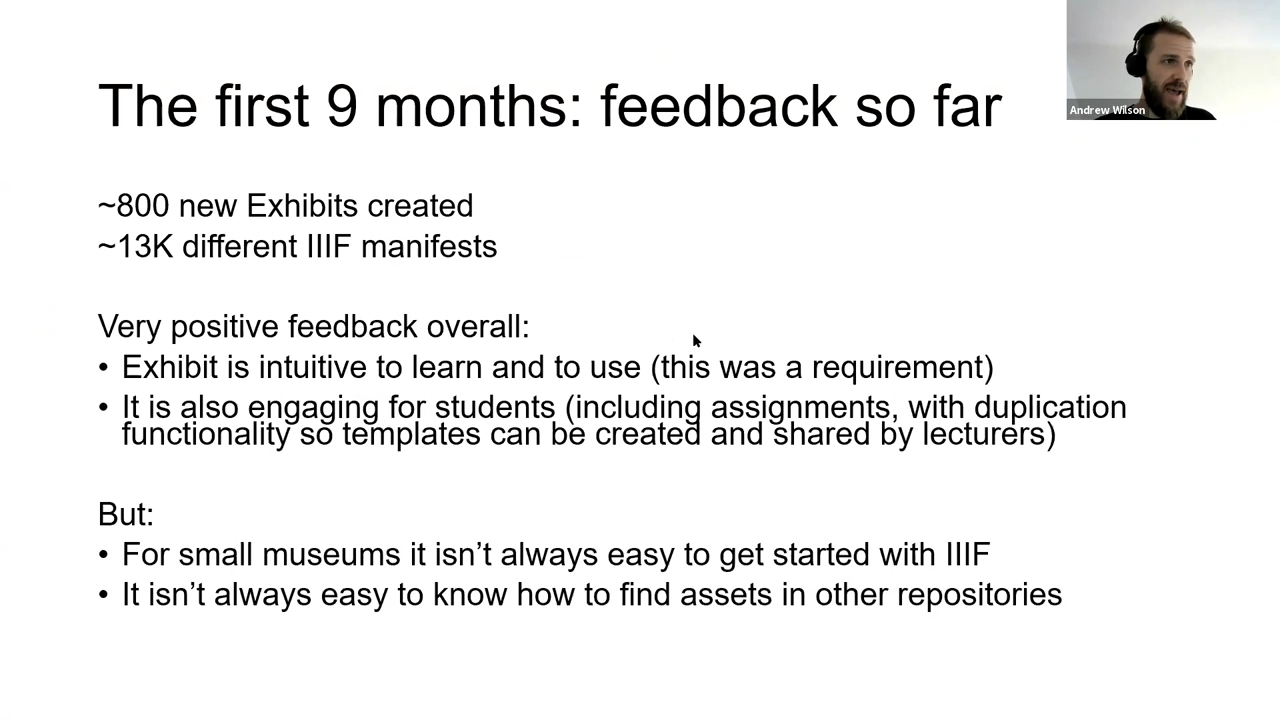 The first 9 months: feedback so far
Andrew Wilson
~800 new Exhibits created
~13K different IIIF manifests
Very positive feedback overall:
• Exhibit is intuitive to learn and to use (this was a requirement)
• It is also engaging for students (including assignments, with duplication
functionality so templates can be created and shared by lecturers)
But:
• For small museums it isn’t always easy to get started with IIIF
• It isn’t always easy to know how to find assets in other repositories